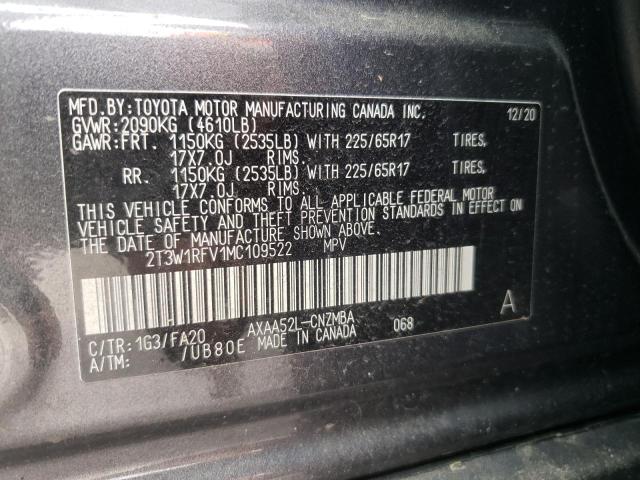 MFD.BY:TOYOTA MOTOR MANUFACTURING CANADA INC. 12/20
GVWR:2090KG (4610LB)
GAWR:FRT. 1150KG (2535LB) WITH 225/65R17 TIRES,
17X7.0J RIMS.
RR. 1150KG (2535LB) WITH 225/65R17 TIRES,
17X7.0J RIMS.
THIS VEHICLE CONFORMS TO ALL APPLICABLE FEDERAL MOTOR
VEHICLE SAFETY AND THEFT PREVENTION STANDARDS IN EFFECT ON
THE DATE OF MANUFACTURE SHOWN ABOVE.
2T3W1RFV1MC109522 MPV
A
C/TR:1G3/FA20 AXAA52L-CNZMBA 068
A/TM: /UB80E MADE IN CANADA